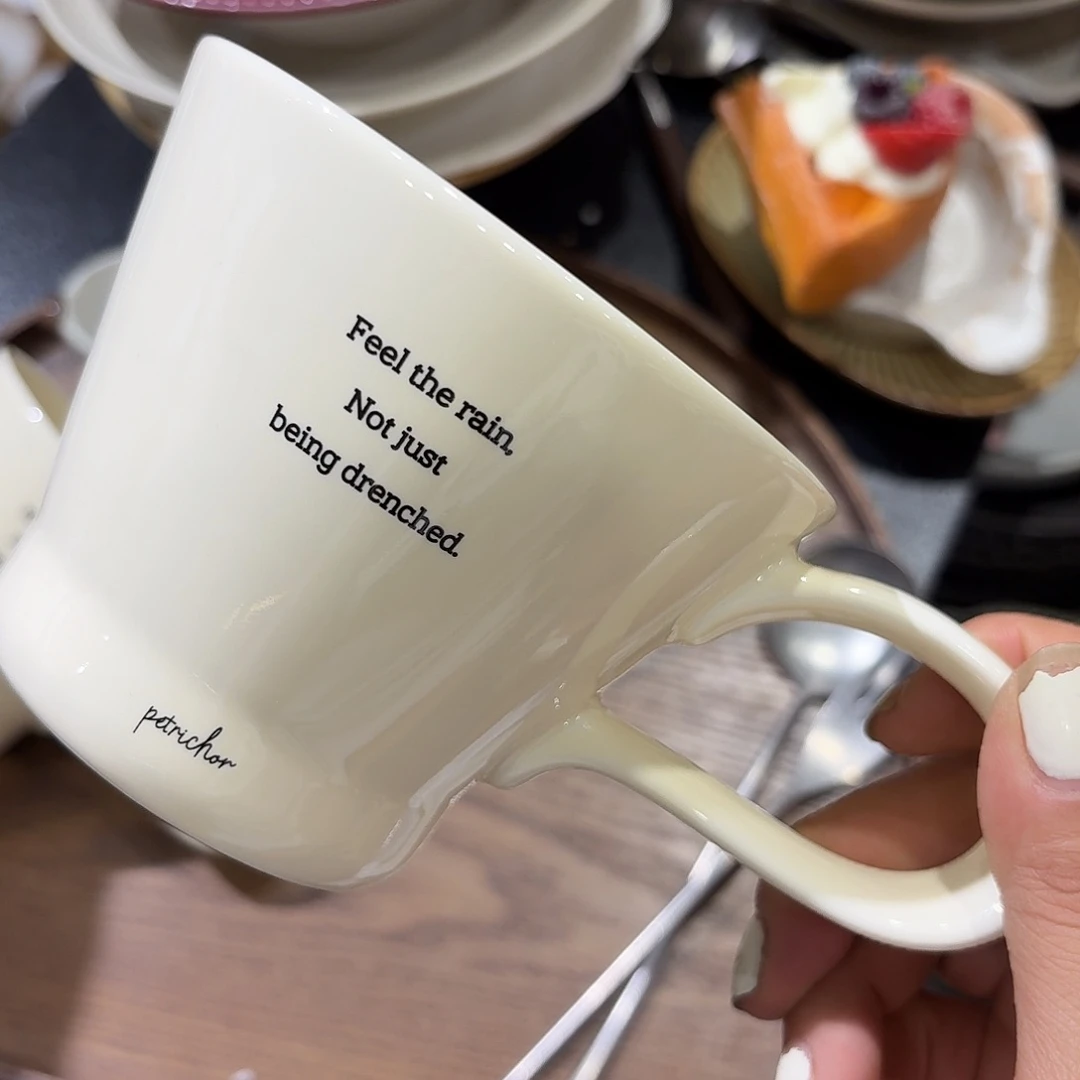 Feel the rain,
Not just
being drenched.
petrichor